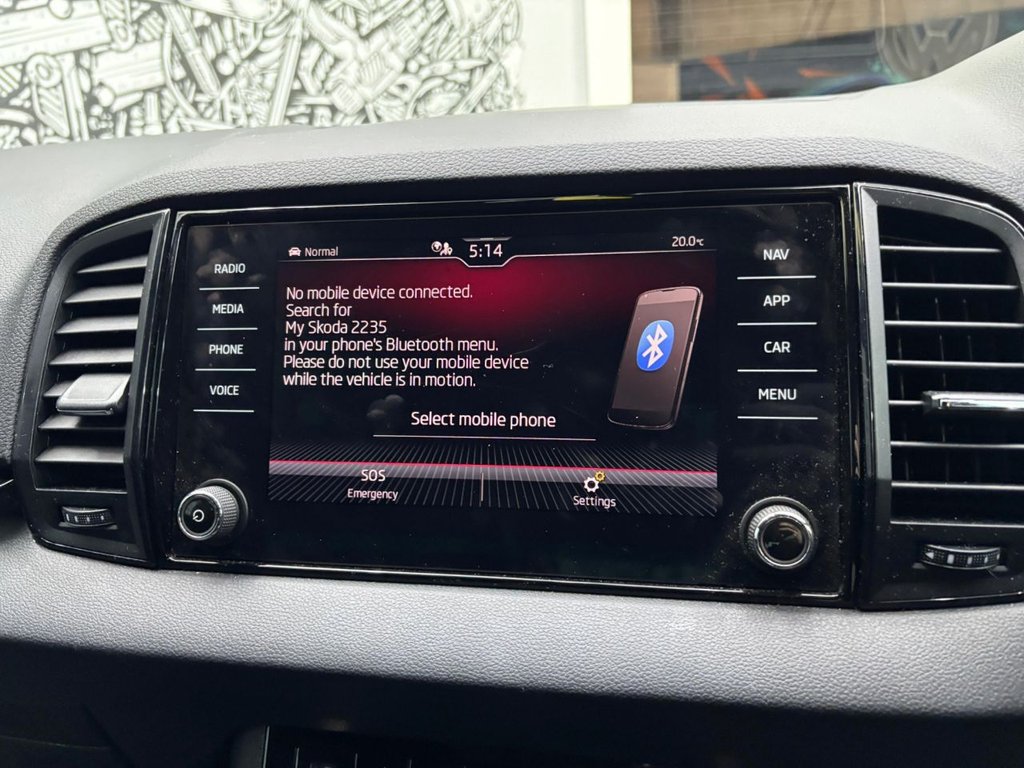 Normal
5:14
20.0°C
RADIO
MEDIA
PHONE
VOICE
No mobile device connected.
Search for
My Skoda 2235
in your phone's Bluetooth menu.
Please do not use your mobile device
while the vehicle is in motion.
Select mobile phone
SOS
Emergency
Settings
NAV
APP
CAR
MENU